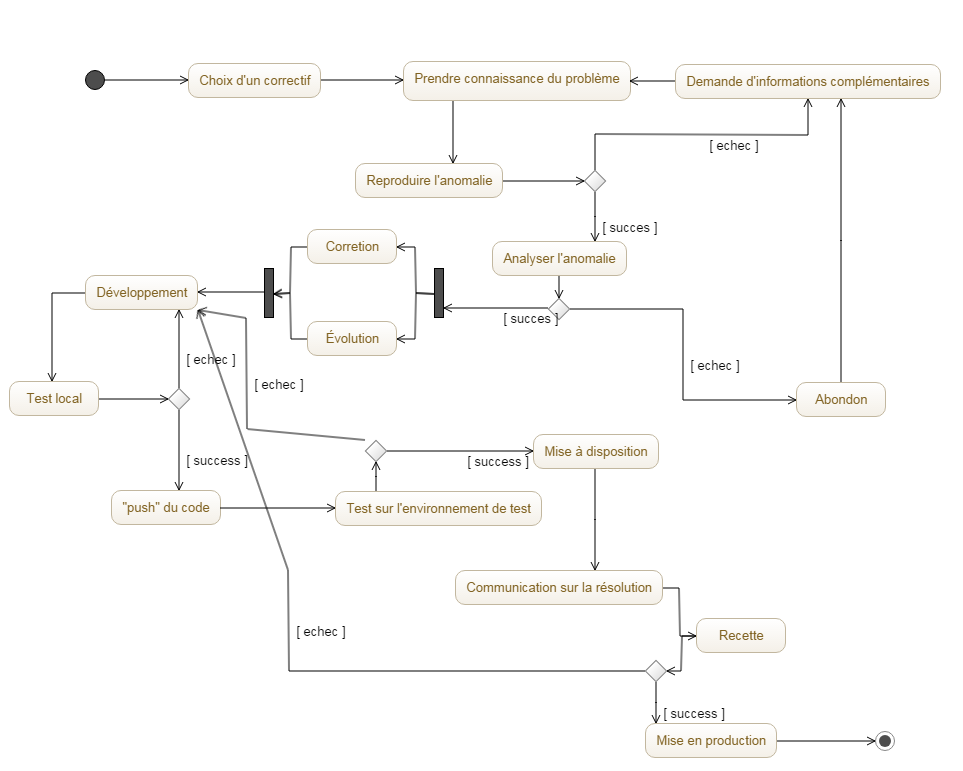 Choix d'un correctif
Prendre connaissance du problème
Demande d'informations complémentaires
[ echec ]
Reproduire l'anomalie
[ succes ]
Corretion
Analyser l'anomalie
Développement
[ succes ]
Évolution
[ echec ]
[ echec ]
[ echec ]
Test local
Abondon
[ success ]
Mise à disposition
[ success ]
"push" du code
Test sur l'environnement de test
Communication sur la résolution
[ echec ]
Recette
[ success ]
Mise en production